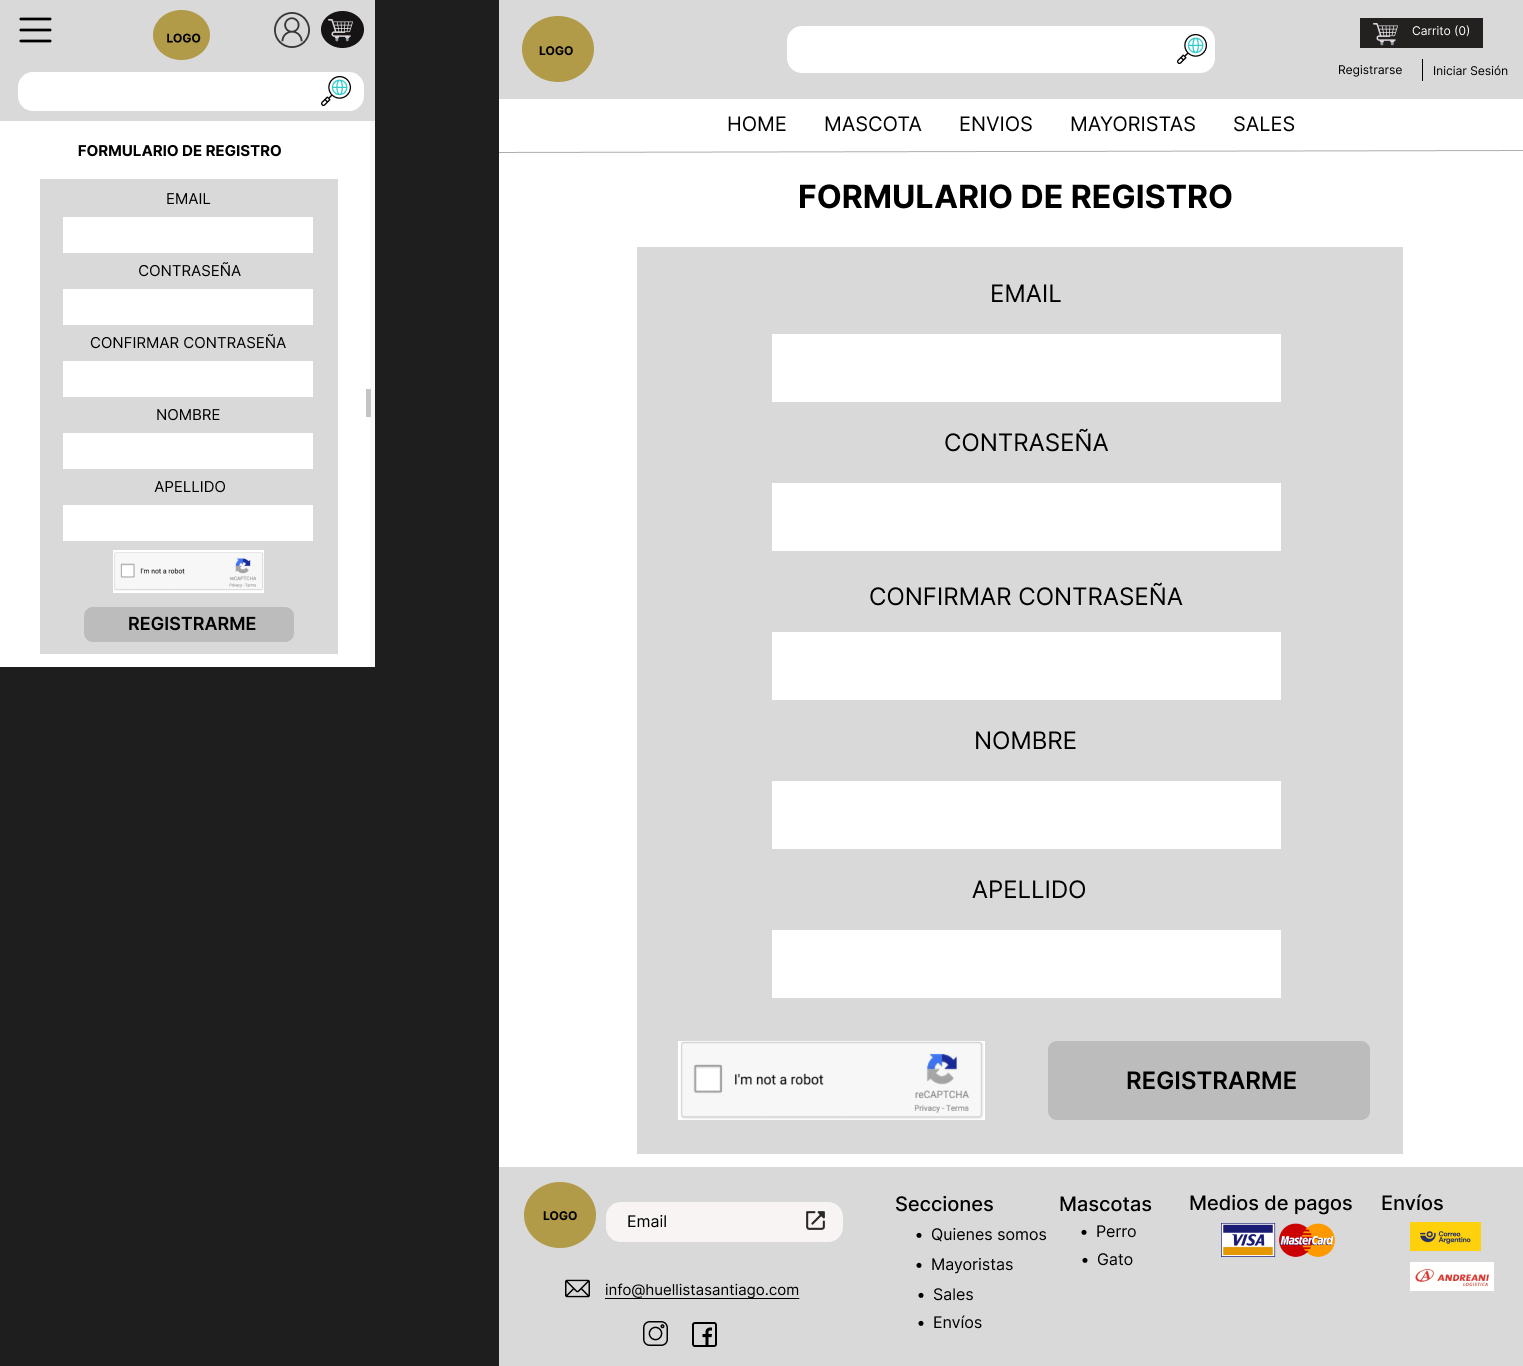 LOGO
FORMULARIO DE REGISTRO
EMAIL
CONTRASEÑA
CONFIRMAR CONTRASEÑA
NOMBRE
APELLIDO
I'm not a robot
reCAPTCHA
Privacy - Terms
REGISTRARME
LOGO
Carrito (0)
Registrarse
Iniciar Sesión
HOME MASCOTA ENVIOS MAYORISTAS SALES
FORMULARIO DE REGISTRO
EMAIL
CONTRASEÑA
CONFIRMAR CONTRASEÑA
NOMBRE
APELLIDO
I'm not a robot
reCAPTCHA
Privacy - Terms
REGISTRARME
LOGO
Email
info@huellistasantiago.com
Secciones
• Quienes somos
• Mayoristas
• Sales
• Envíos
Mascotas
• Perro
• Gato
Medios de pagos
VISA
MasterCard
Envíos
Correo
Argentino
ANDREANI
LOGISTICA